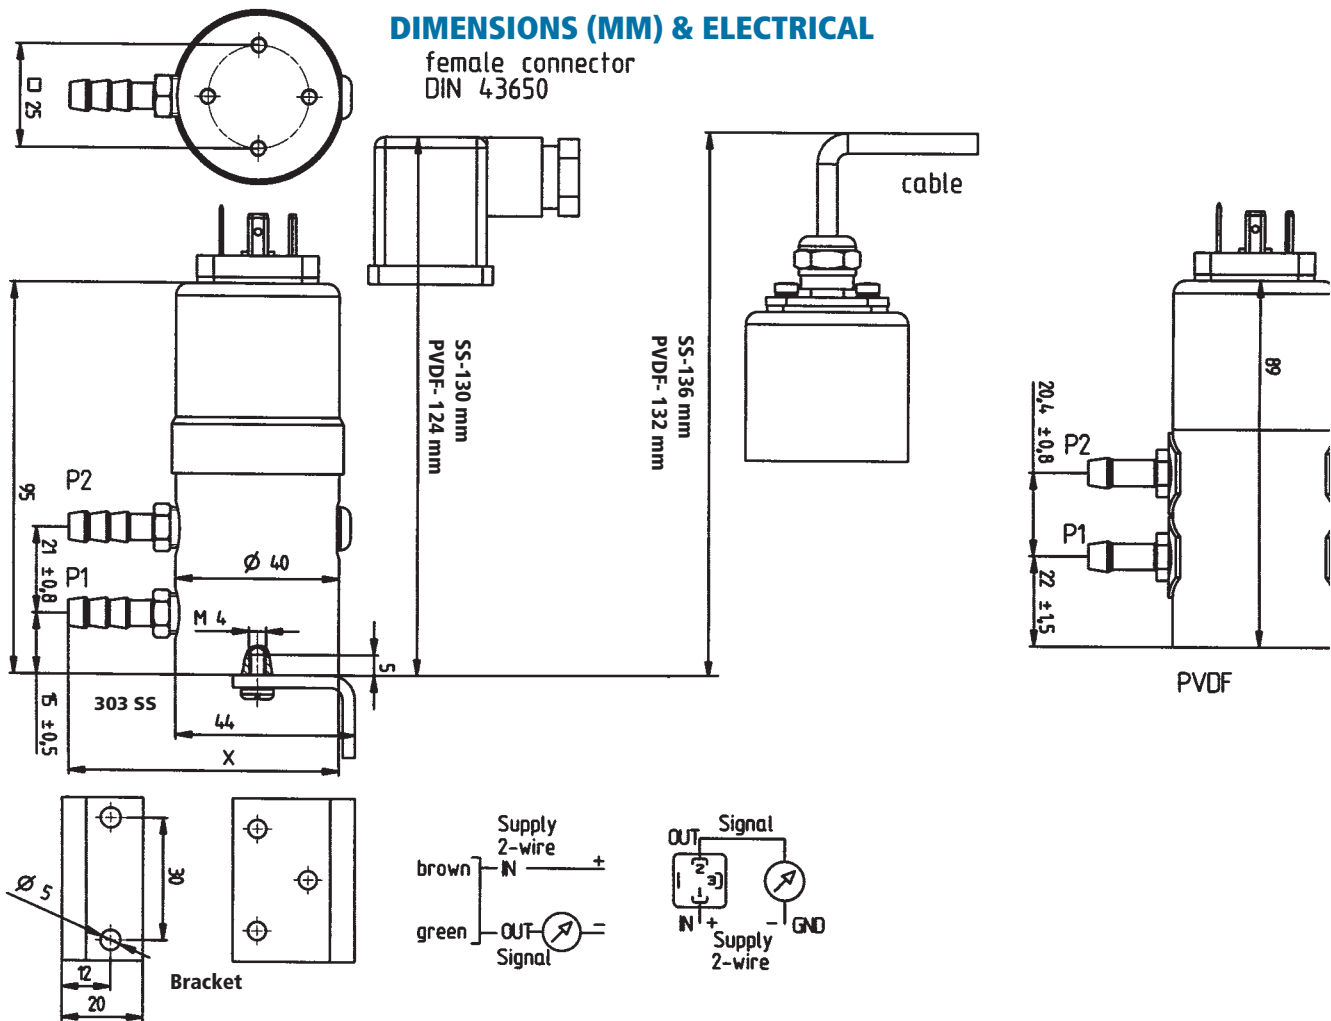 DIMENSIONS (MM) & ELECTRICAL
female connector
DIN 43650
□ 25
cable
SS-130 mm
PVDF- 124 mm
SS-136 mm
PVDF- 132 mm
89
20,4 ±0,8
P2
P1
22 ±1,5
PVDF
95
P2
21 ±0,8
P1
Ø 40
M 4
5
303 SS
15 ±0,5
44
X
30
Ø 5
12
20
Bracket
Supply
2-wire
brown
IN
+
green
OUT
-
Signal
OUT
Signal
2
3
1
IN
+
-
GND
Supply
2-wire